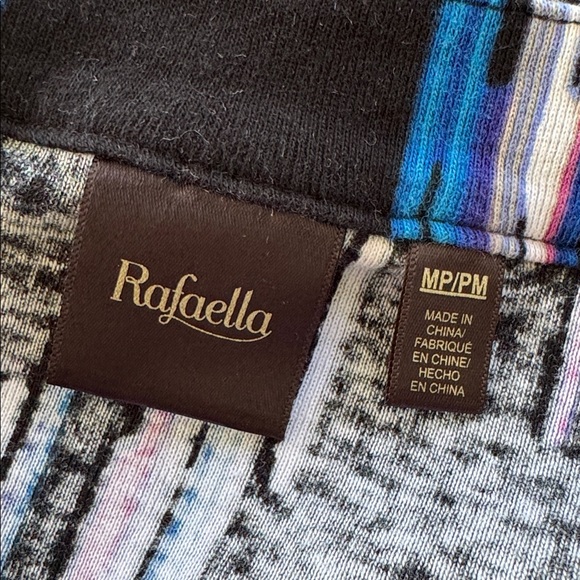 Rafaella
MP/PM
MADE IN
CHINA/
FABRIQUÉ
EN CHINE/
HECHO
EN CHINA